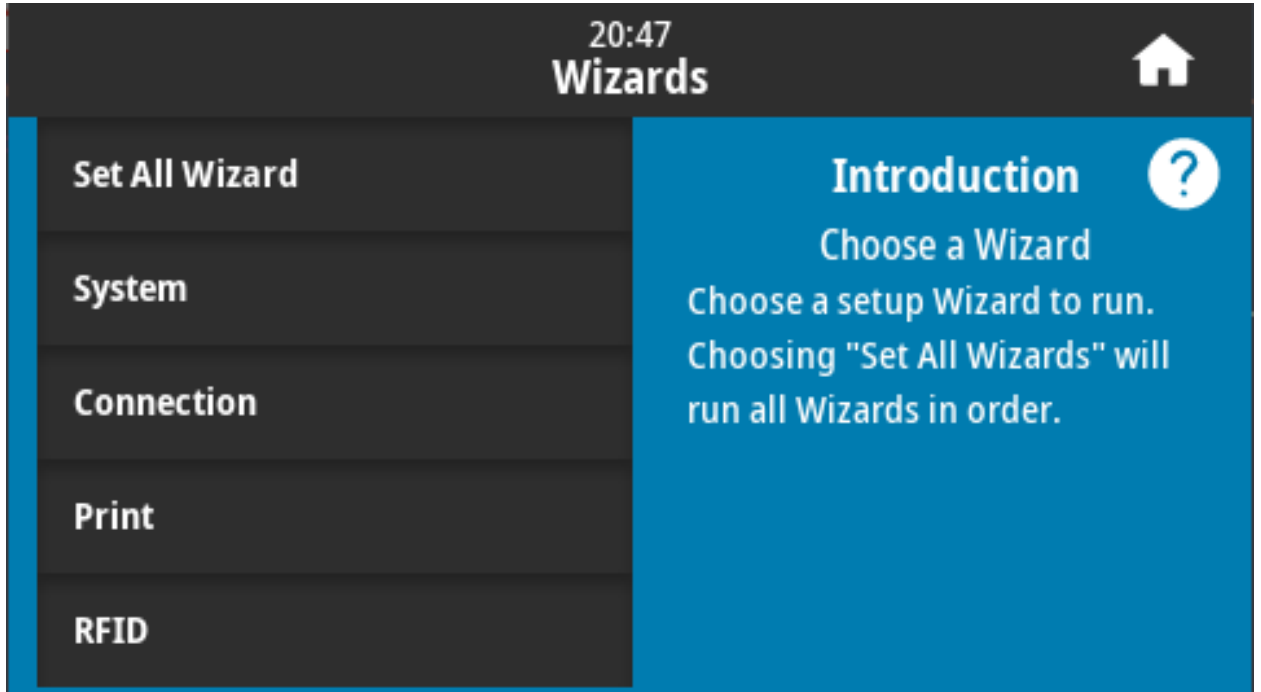 20:47
Wizards
Set All Wizard
System
Connection
Print
RFID
Introduction
?
Choose a Wizard
Choose a setup Wizard to run.
Choosing "Set All Wizards" will
run all Wizards in order.